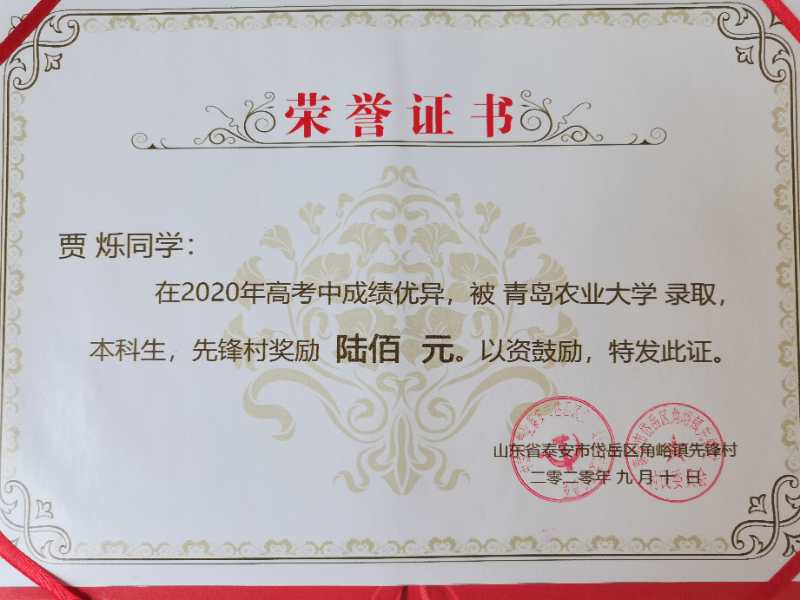 荣誉证书
贾 烁同学：
在2020年高考中成绩优异，被 青岛农业大学 录取，
本科生，先锋村奖励 陆佰 元。以资鼓励，特发此证。
山东省泰安市岱岳区角峪镇先锋村
二零二零年 九 月 十 日